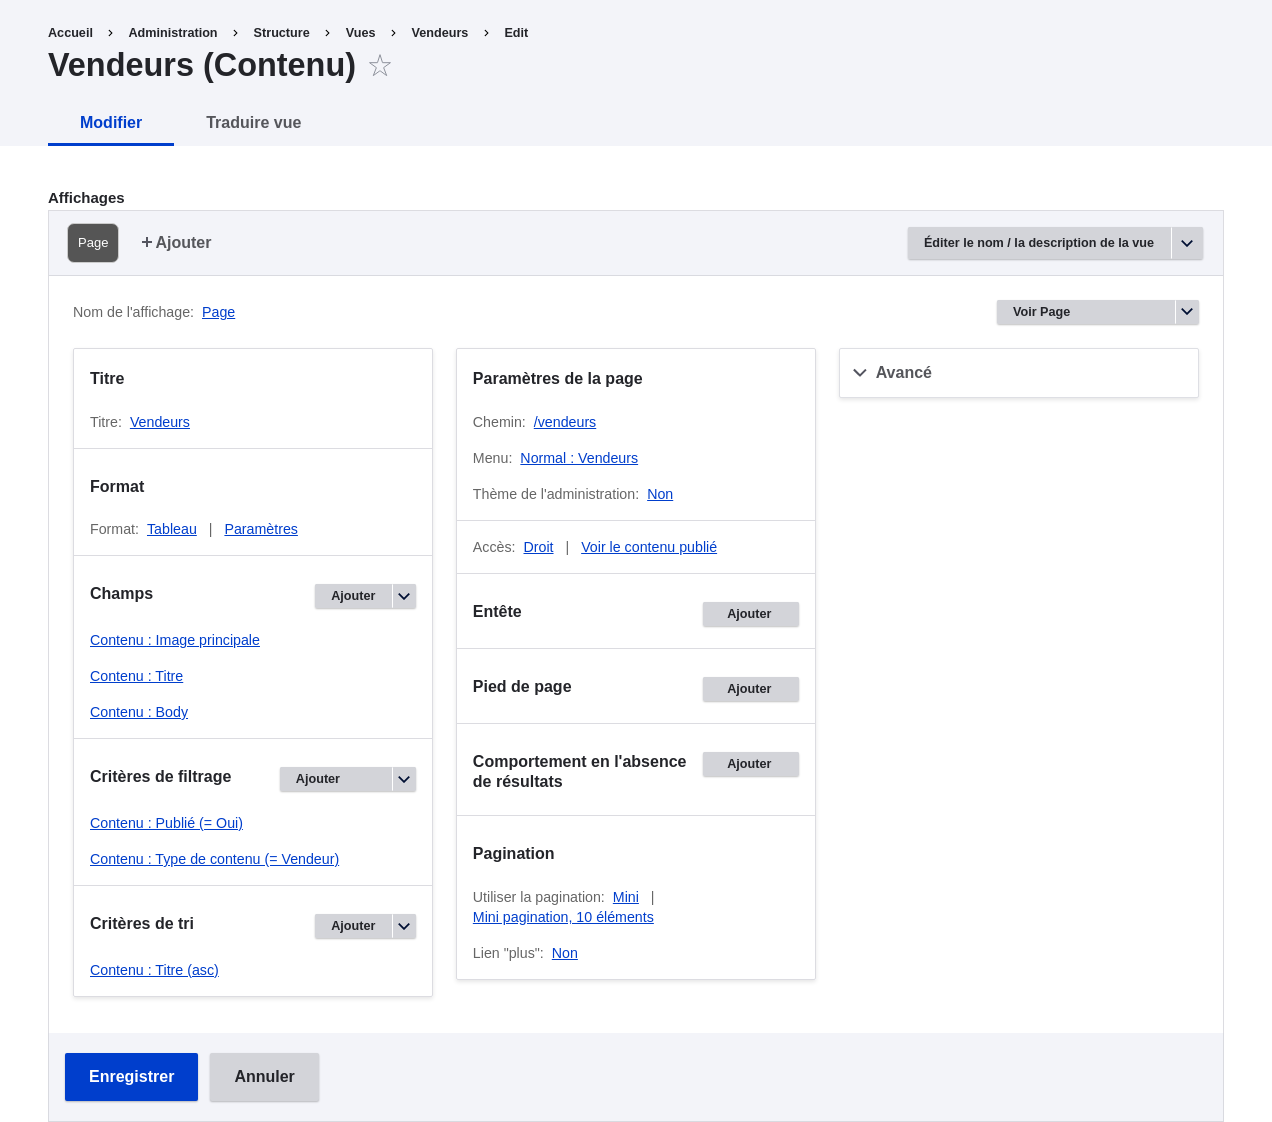 Accueil › Administration › Structure › Vues › Vendeurs › Edit
Vendeurs (Contenu)
Modifier Traduire vue
Affichages
Page + Ajouter Éditer le nom / la description de la vue
Nom de l'affichage: Page Voir Page
Titre
Titre: Vendeurs
Format
Format: Tableau | Paramètres
Champs Ajouter
Contenu : Image principale
Contenu : Titre
Contenu : Body
Critères de filtrage Ajouter
Contenu : Publié (= Oui)
Contenu : Type de contenu (= Vendeur)
Critères de tri Ajouter
Contenu : Titre (asc)
Paramètres de la page
Chemin: /vendeurs
Menu: Normal : Vendeurs
Thème de l'administration: Non
Accès: Droit | Voir le contenu publié
Entête Ajouter
Pied de page Ajouter
Comportement en l'absence Ajouter
de résultats
Pagination
Utiliser la pagination: Mini |
Mini pagination, 10 éléments
Lien "plus": Non
Avancé
Enregistrer Annuler